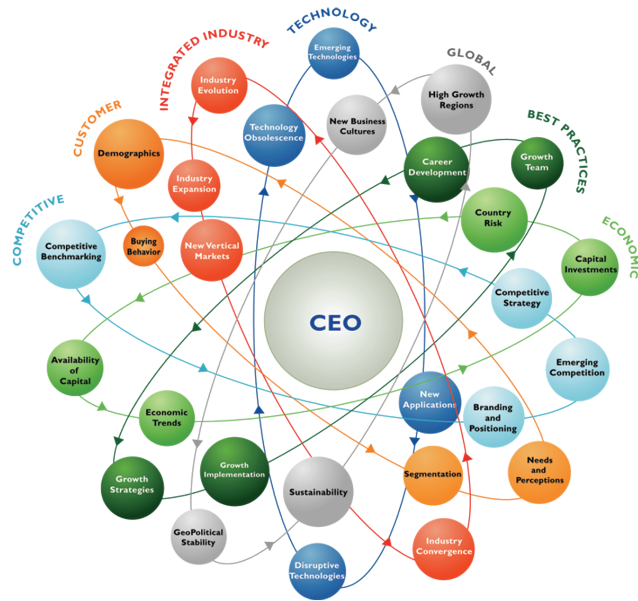 TECHNOLOGY
INTEGRATED INDUSTRY
GLOBAL
CUSTOMER
BEST PRACTICES
COMPETITIVE
ECONOMIC
Emerging
Technologies
Industry
Evolution
High Growth
Regions
New Business
Cultures
Technology
Obsolescence
Demographics
Career
Development
Growth
Team
Industry
Expansion
Country
Risk
Competitive
Benchmarking
Buying
Behavior
New Vertical
Markets
Capital
Investments
Competitive
Strategy
CEO
Availability
of
Capital
Emerging
Competition
New
Applications
Economic
Trends
Branding
and
Positioning
Growth
Strategies
Growth
Implementation
Sustainability
Segmentation
Needs
and
Perceptions
GeoPolitical
Stability
Industry
Convergence
Disruptive
Technologies